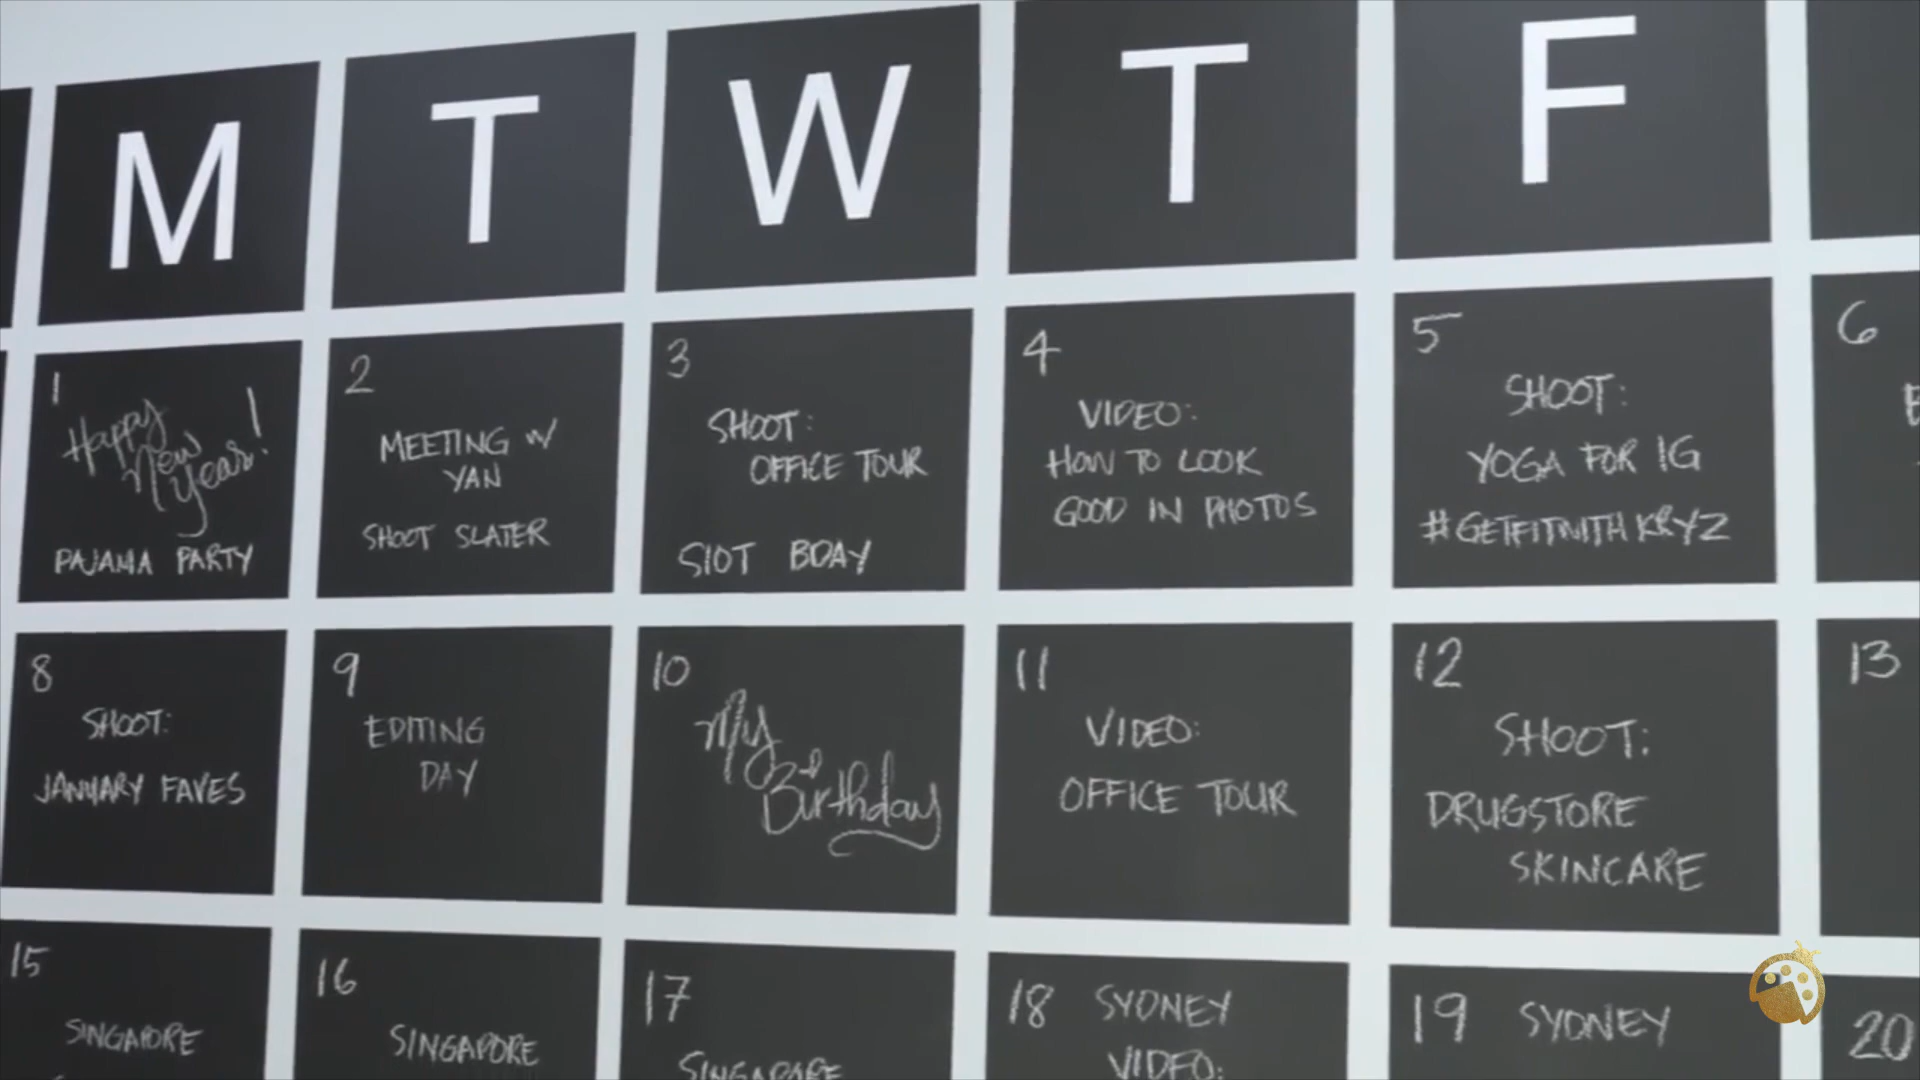 M
T
W
T
F
1
Happy
New
Year!
PAJAMA PARTY
2
MEETING W/
YAN
SHOOT SLATER
3
SHOOT:
OFFICE TOUR
SIOT BDAY
4
VIDEO:
HOW TO LOOK
GOOD IN PHOTOS
5
SHOOT:
YOGA FOR IG
#GETFITWITHKRYZ
6
8
SHOOT:
JANUARY FAVES
9
EDITING
DAY
10
My
Birthday
11
VIDEO:
OFFICE TOUR
12
SHOOT:
DRUGSTORE
SKINCARE
13
15
SINGAPORE
16
SINGAPORE
17
SINGAPORE
18 SYDNEY
VIDEO:
19 SYDNEY
20